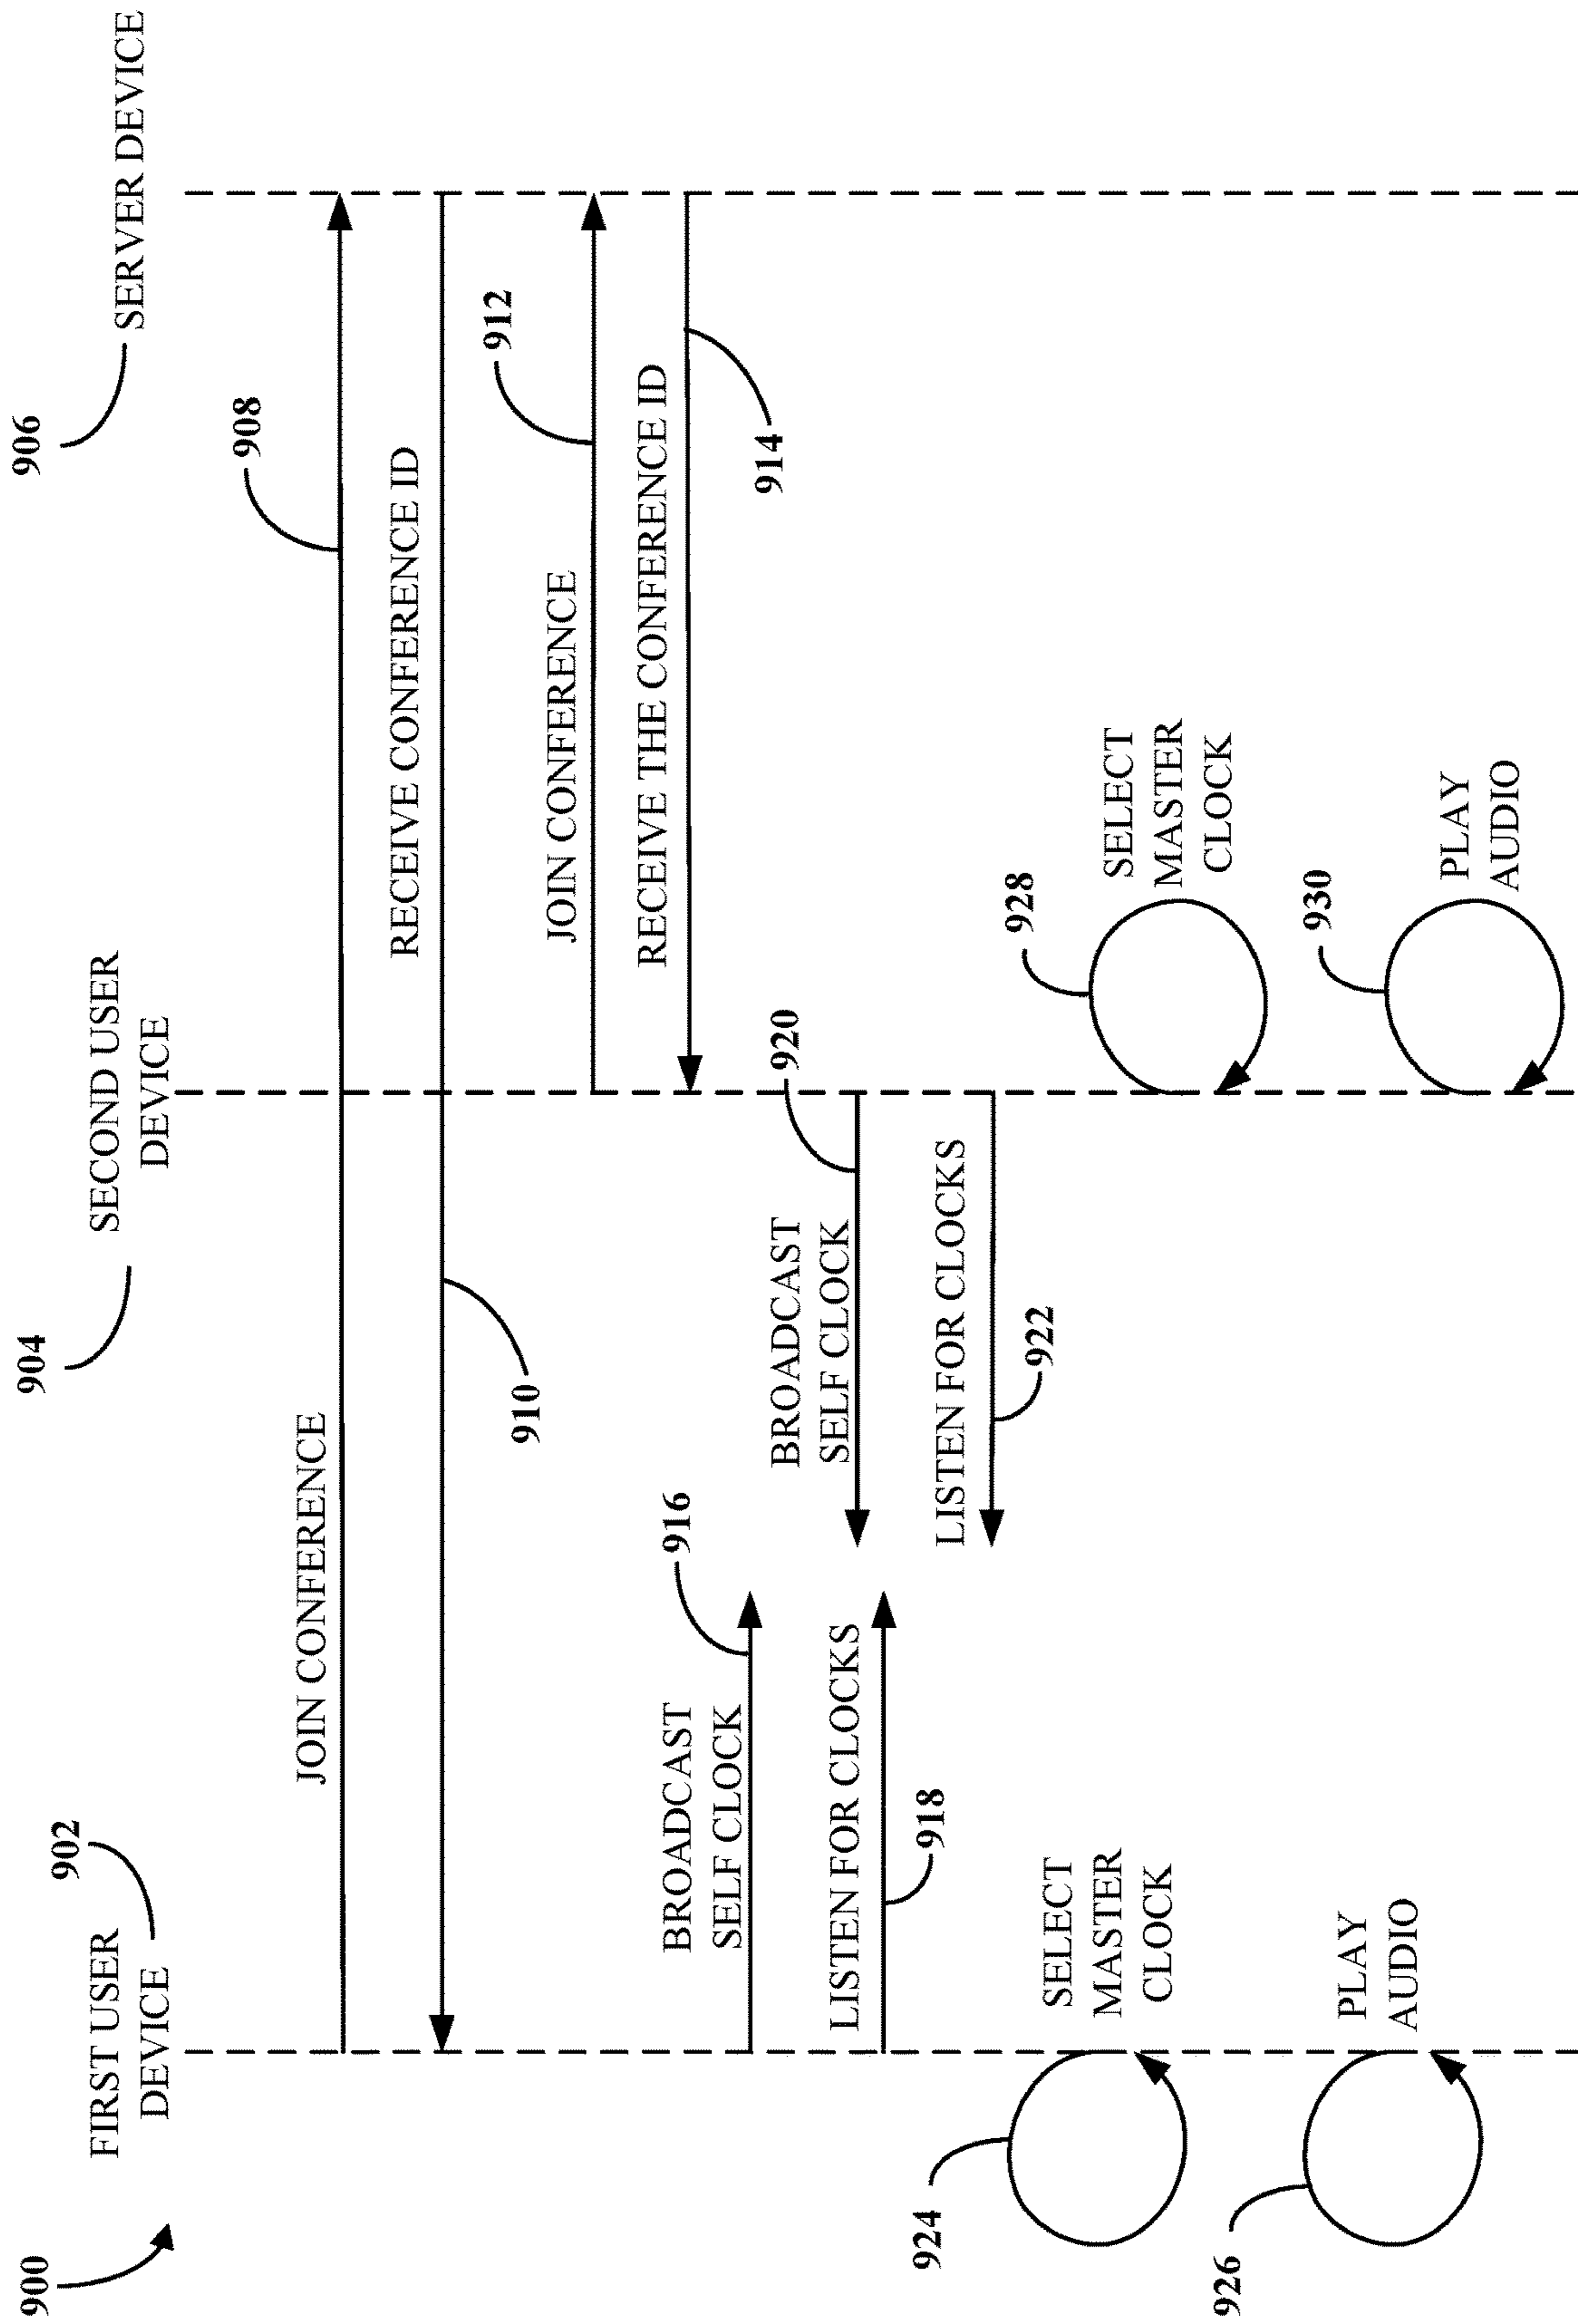 900
902
FIRST USER
DEVICE
904
SECOND USER
DEVICE
906
SERVER DEVICE
JOIN CONFERENCE
908
RECEIVE CONFERENCE ID
910
JOIN CONFERENCE
912
RECEIVE THE CONFERENCE ID
914
BROADCAST
SELF CLOCK
916
BROADCAST
SELF CLOCK
920
LISTEN FOR CLOCKS
918
LISTEN FOR CLOCKS
922
924
SELECT
MASTER
CLOCK
928
SELECT
MASTER
CLOCK
926
PLAY
AUDIO
930
PLAY
AUDIO